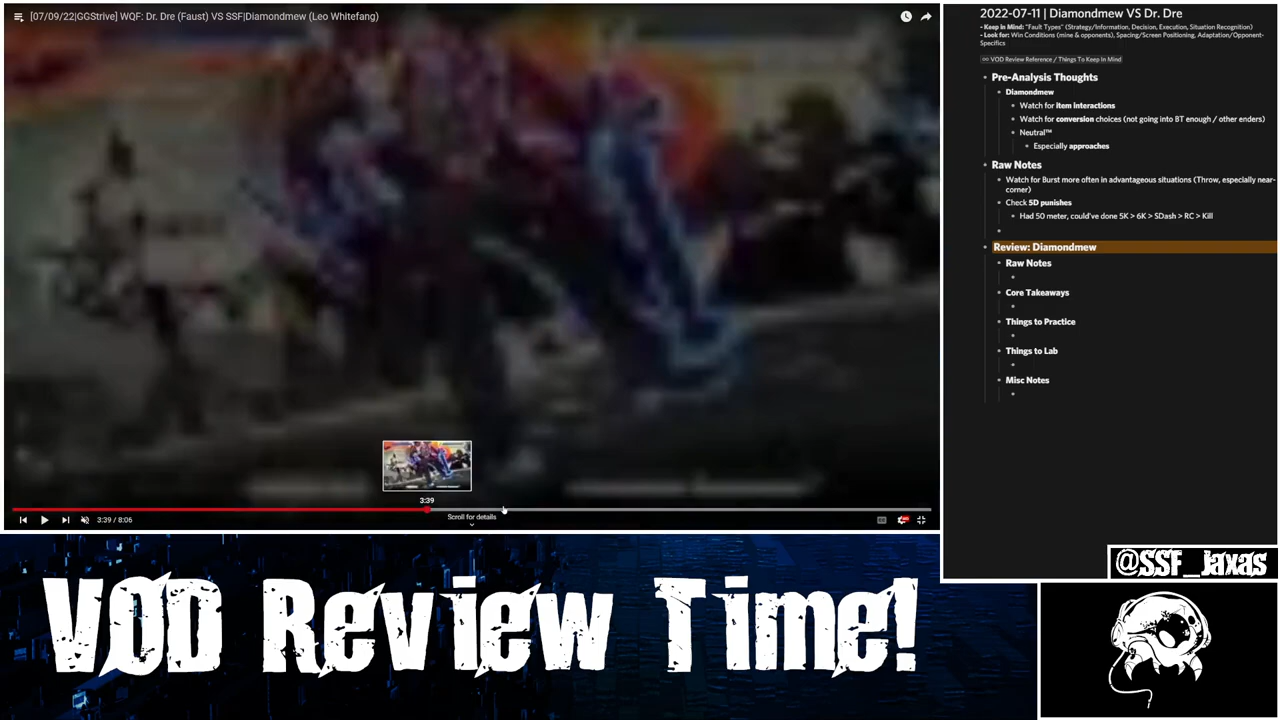 [07/09/22|GGStrive] WQF: Dr. Dre (Faust) VS SSF|Diamondmew (Leo Whitefang)
3:39
3:39 / 8:06
Scroll for details
2022-07-11 | Diamondmew VS Dr. Dre
- Keep in Mind: "Fault Types" (Strategy/Information, Decision, Execution, Situation Recognition)
- Look for: Win Conditions (mine & opponents), Spacing/Screen Positioning, Adaptation/Opponent-
Specifics
VOD Review Reference / Things To Keep In Mind
Pre-Analysis Thoughts
Diamondmew
Watch for item interactions
Watch for conversion choices (not going into BT enough / other enders)
Neutral™
Especially approaches
Raw Notes
Watch for Burst more often in advantageous situations (Throw, especially near-
corner)
Check 5D punishes
Had 50 meter, could've done 5K > 6K > SDash > RC > Kill
Review: Diamondmew
Raw Notes
Core Takeaways
Things to Practice
Things to Lab
Misc Notes
@SSF_Jaxas
VOD Review Time!